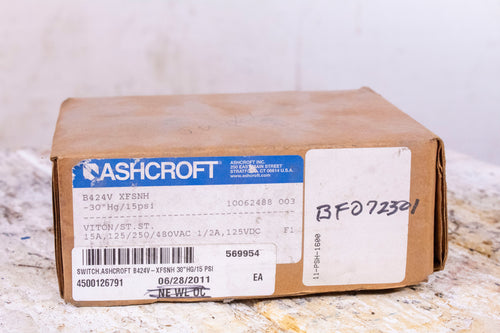 ASHCROFT®
ASHCROFT INC.
250 EAST MAIN STREET
STRATFORD, CT 06614 U.S.A.
B424V XFSNH
-30"Hg/15psi 10062488 003
VITON/ST.ST.
15A,125/250/480VAC 1/2A,125VDC F1
569954
SWITCH,ASHCROFT B424V-XFSNH 30"HG/15 PSI
4500126791 06/28/2011 EA
NE WL OC
BF072301
11-PSH-1600